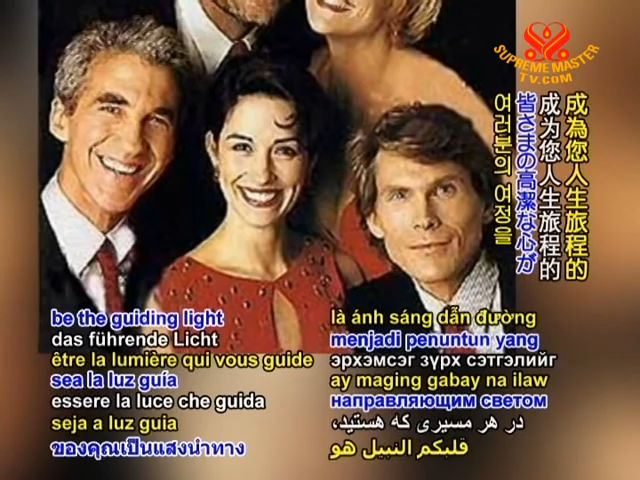 SUPREME MASTER
TV.COM
成為您人生旅程的
成为您人生旅程的
皆さまの高潔な心が
여러분의 여정을
be the guiding light
das führende Licht
être la lumière qui vous guide
sea la luz guía
essere la luce che guida
seja a luz guia
ของคุณเป็นแสงนำทาง
là ánh sáng dẫn đường
menjadi penuntun yang
эрхэмсэг зүрх сэтгэлийг
ay maging gabay na ilaw
направляющим светом
در هر مسیری که هستید،
قلبكم النبيل هو